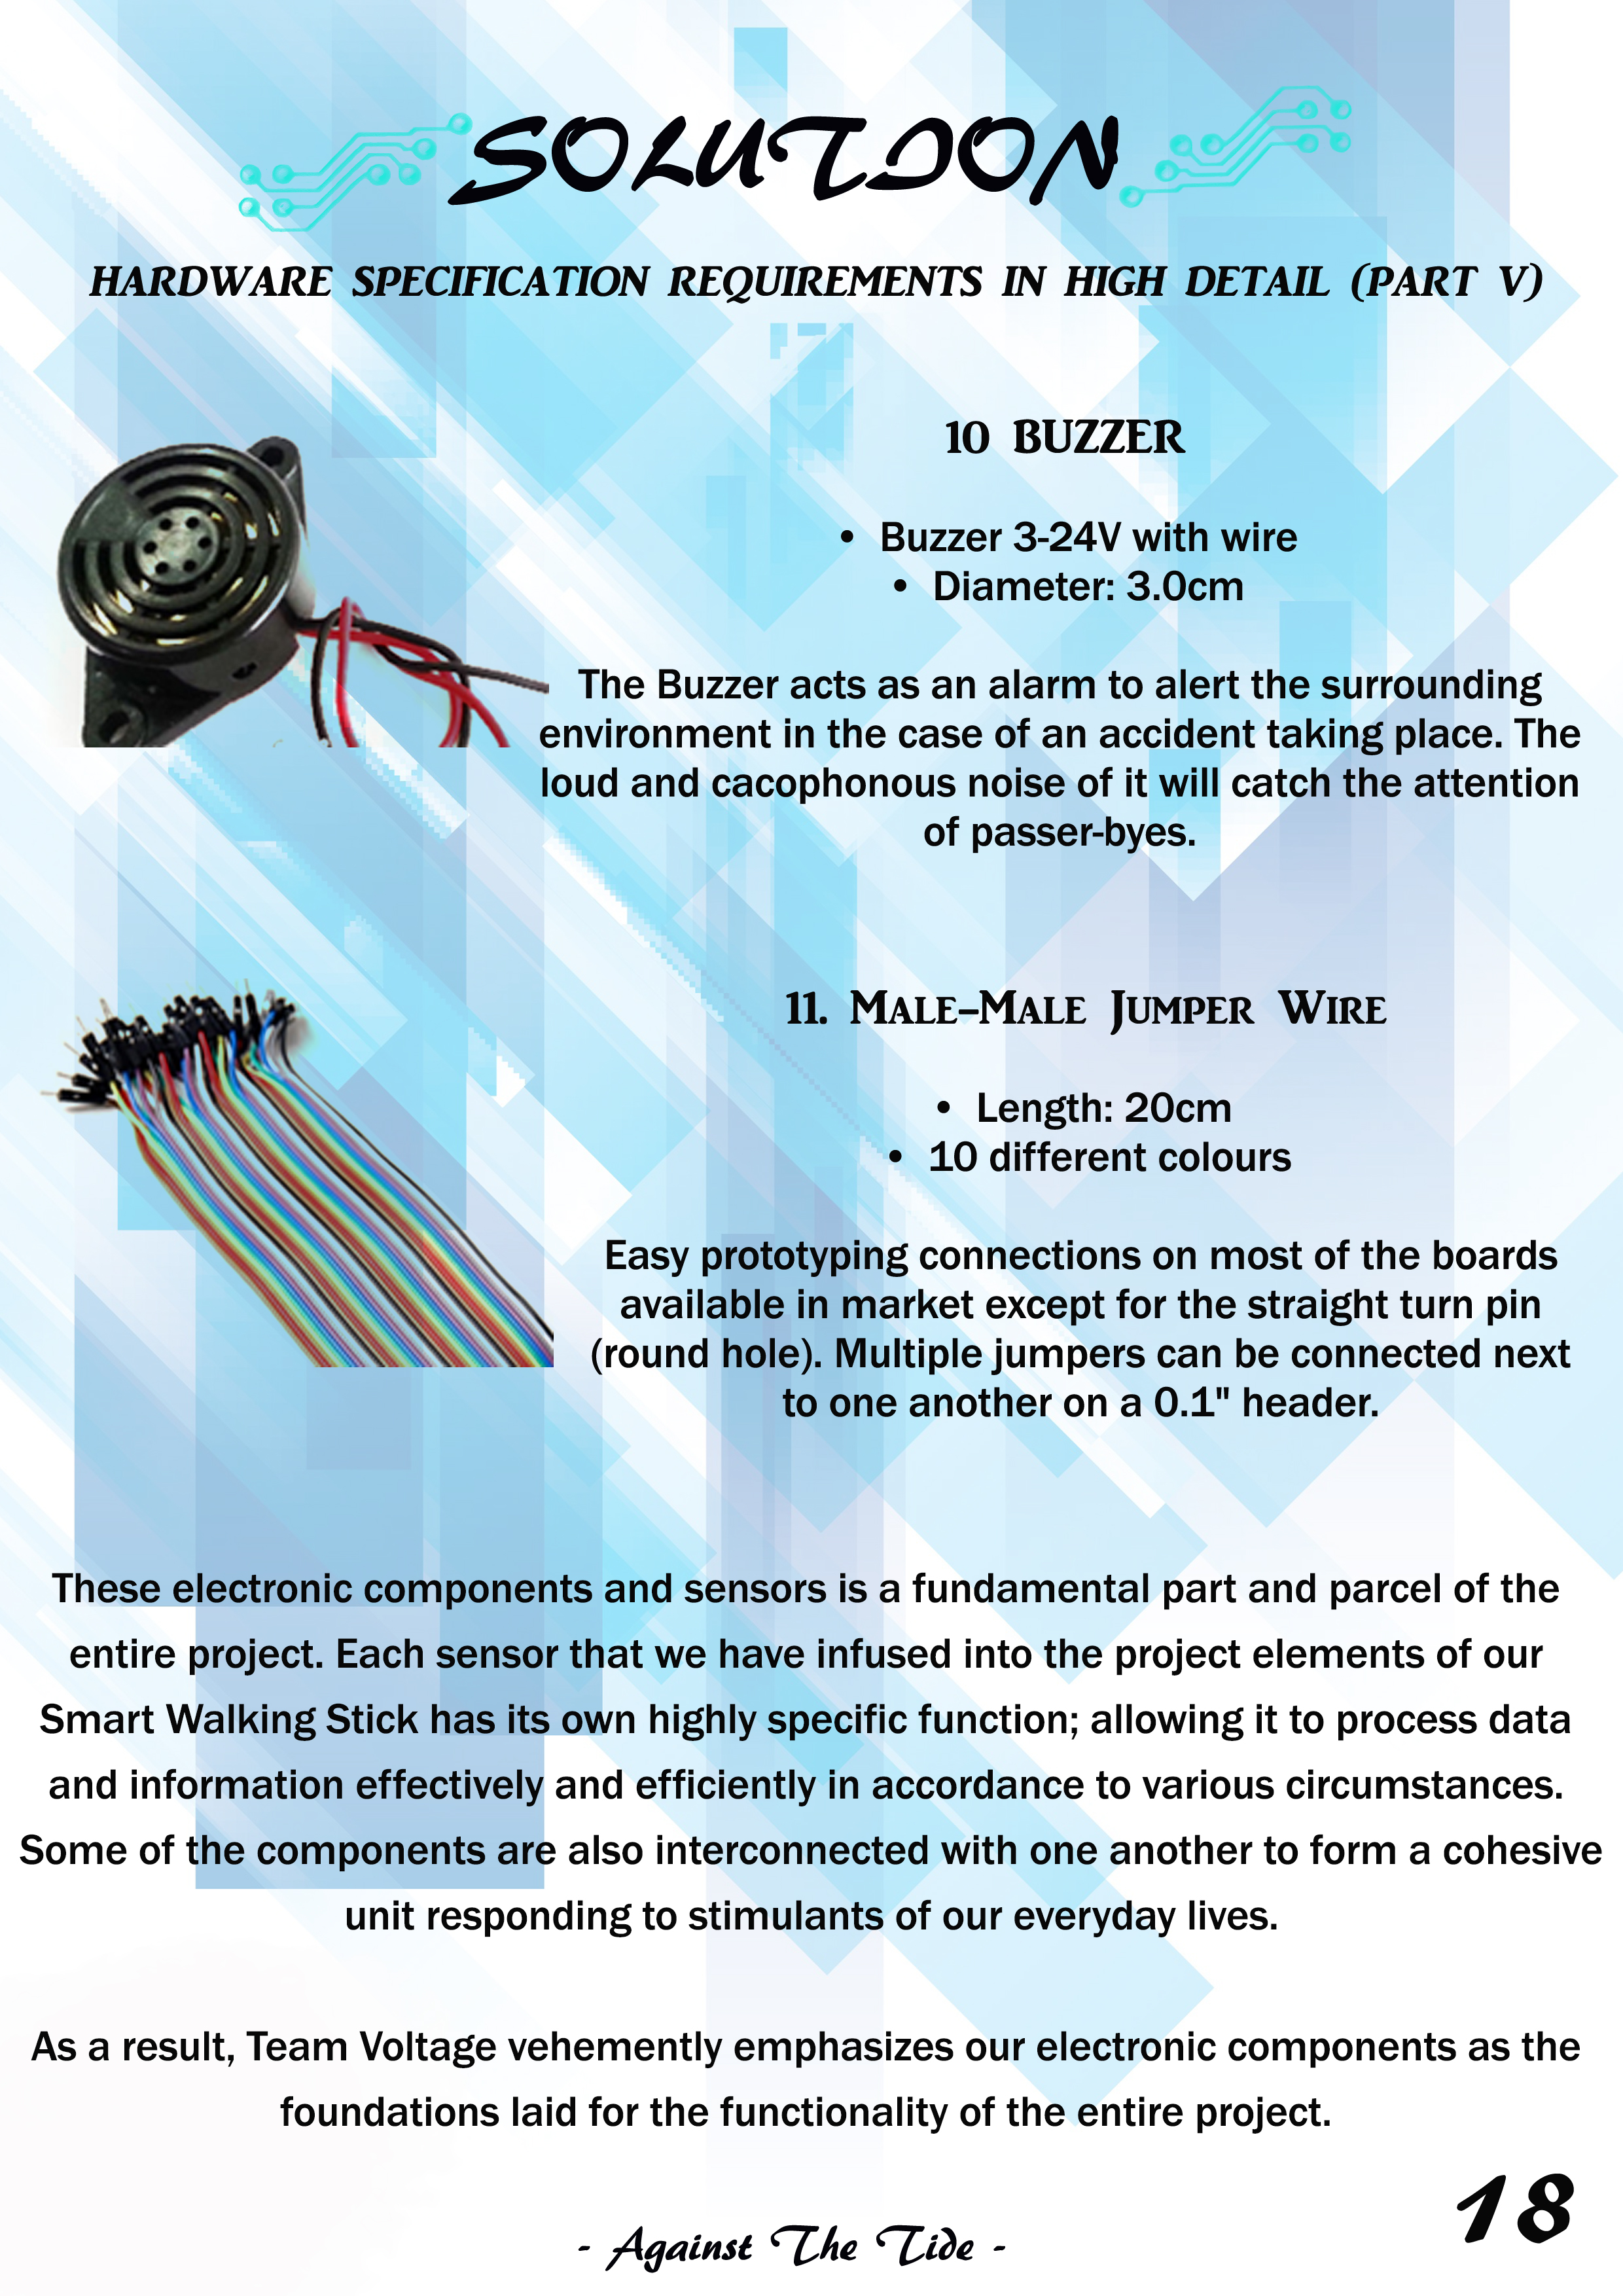 SOLUTION
HARDWARE SPECIFICATION REQUIREMENTS IN HIGH DETAIL (PART V)
10 BUZZER
• Buzzer 3-24V with wire
• Diameter: 3.0cm
The Buzzer acts as an alarm to alert the surrounding
environment in the case of an accident taking place. The
loud and cacophonous noise of it will catch the attention
of passer-byes.
11. Male-Male Jumper Wire
• Length: 20cm
• 10 different colours
Easy prototyping connections on most of the boards
available in market except for the straight turn pin
(round hole). Multiple jumpers can be connected next
to one another on a 0.1" header.
These electronic components and sensors is a fundamental part and parcel of the
entire project. Each sensor that we have infused into the project elements of our
Smart Walking Stick has its own highly specific function; allowing it to process data
and information effectively and efficiently in accordance to various circumstances.
Some of the components are also interconnected with one another to form a cohesive
unit responding to stimulants of our everyday lives.
As a result, Team Voltage vehemently emphasizes our electronic components as the
foundations laid for the functionality of the entire project.
18
- Against The Tide -